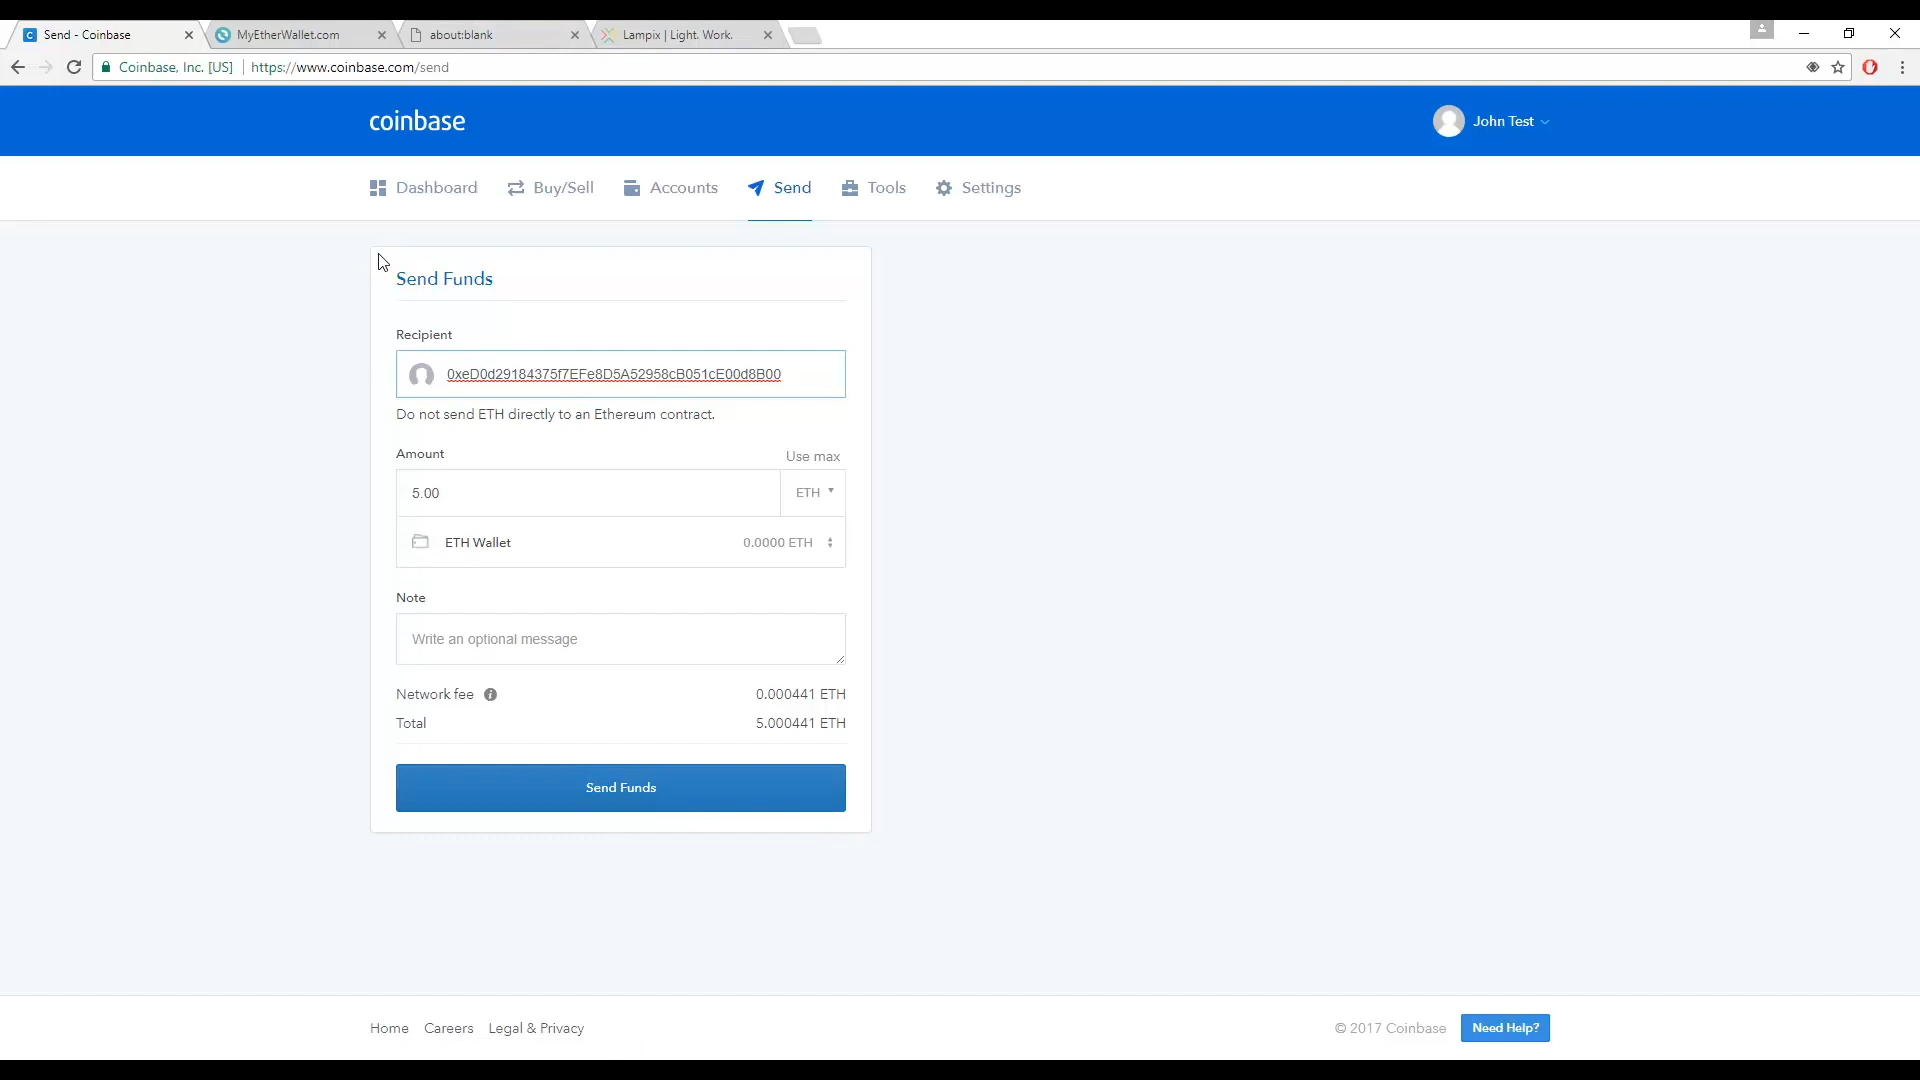 Send - Coinbase
MyEtherWallet.com
about:blank
Lampix | Light. Work.
Coinbase, Inc. [US]
https://www.coinbase.com/send
coinbase
John Test
Dashboard
Buy/Sell
Accounts
Send
Tools
Settings
Send Funds
Recipient
0xeD0d29184375f7EFe8D5A52958cB051cE00d8B00
Do not send ETH directly to an Ethereum contract.
Amount
Use max
5.00
ETH
ETH Wallet
0.0000 ETH
Note
Write an optional message
Network fee
0.000441 ETH
Total
5.000441 ETH
Send Funds
Home
Careers
Legal & Privacy
© 2017 Coinbase
Need Help?